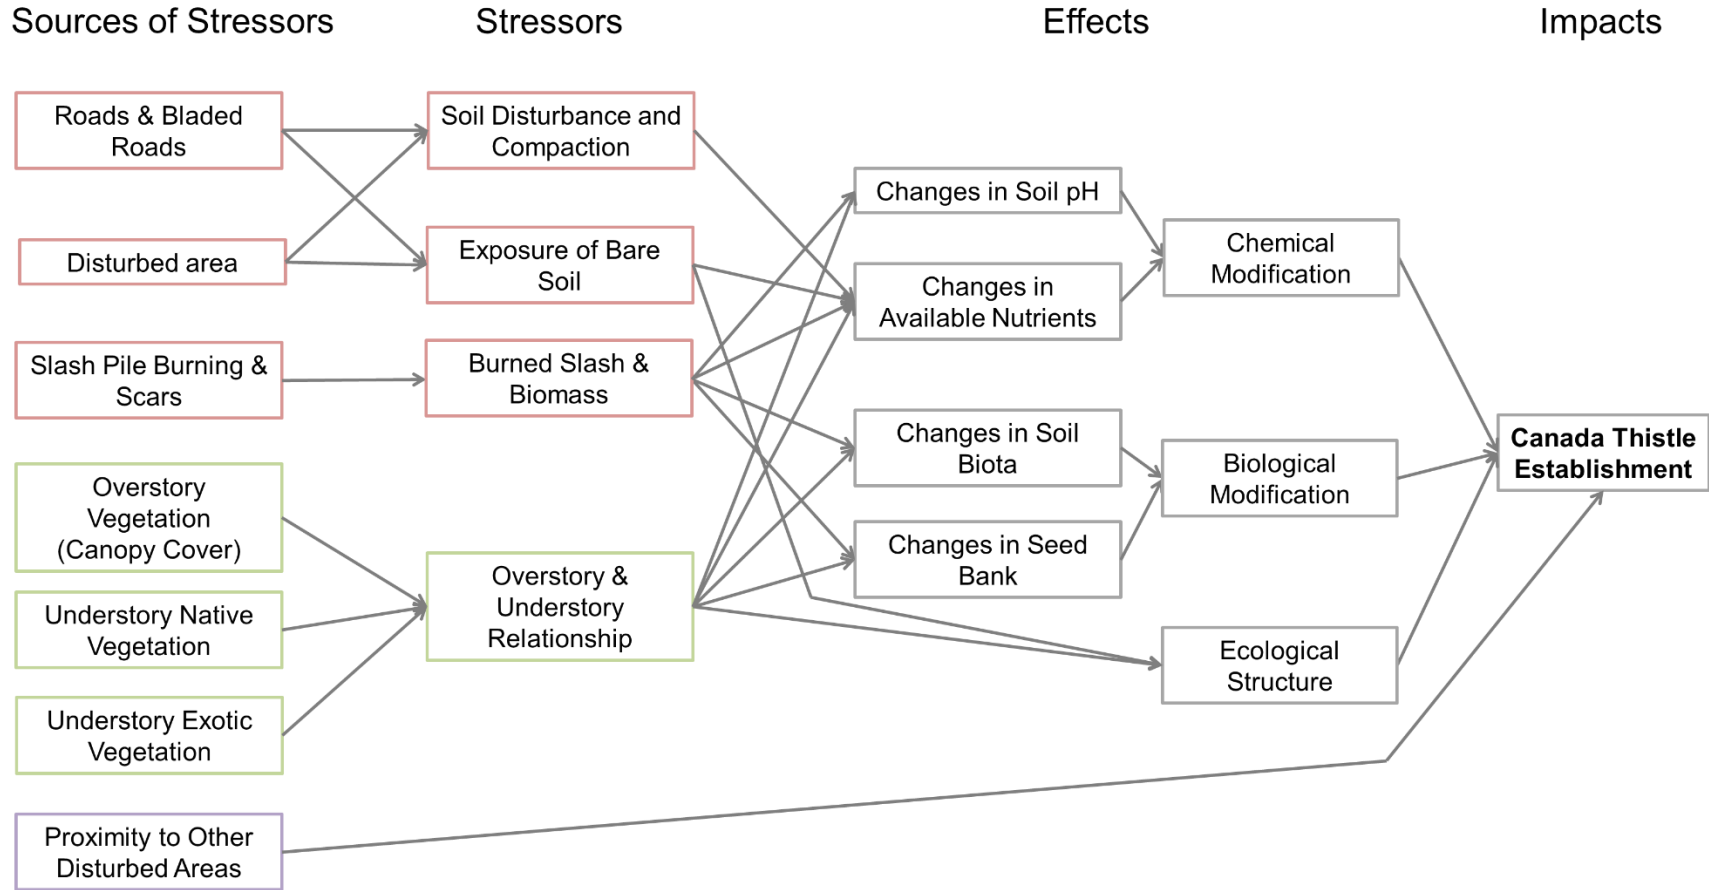 Sources of Stressors
Stressors
Effects
Impacts
Roads & Bladed
Roads
Disturbed area
Slash Pile Burning &
Scars
Overstory
Vegetation
(Canopy Cover)
Understory Native
Vegetation
Understory Exotic
Vegetation
Proximity to Other
Disturbed Areas
Soil Disturbance and
Compaction
Exposure of Bare
Soil
Burned Slash &
Biomass
Overstory &
Understory
Relationship
Changes in Soil pH
Changes in
Available Nutrients
Changes in Soil
Biota
Changes in Seed
Bank
Chemical
Modification
Biological
Modification
Ecological
Structure
Canada Thistle
Establishment